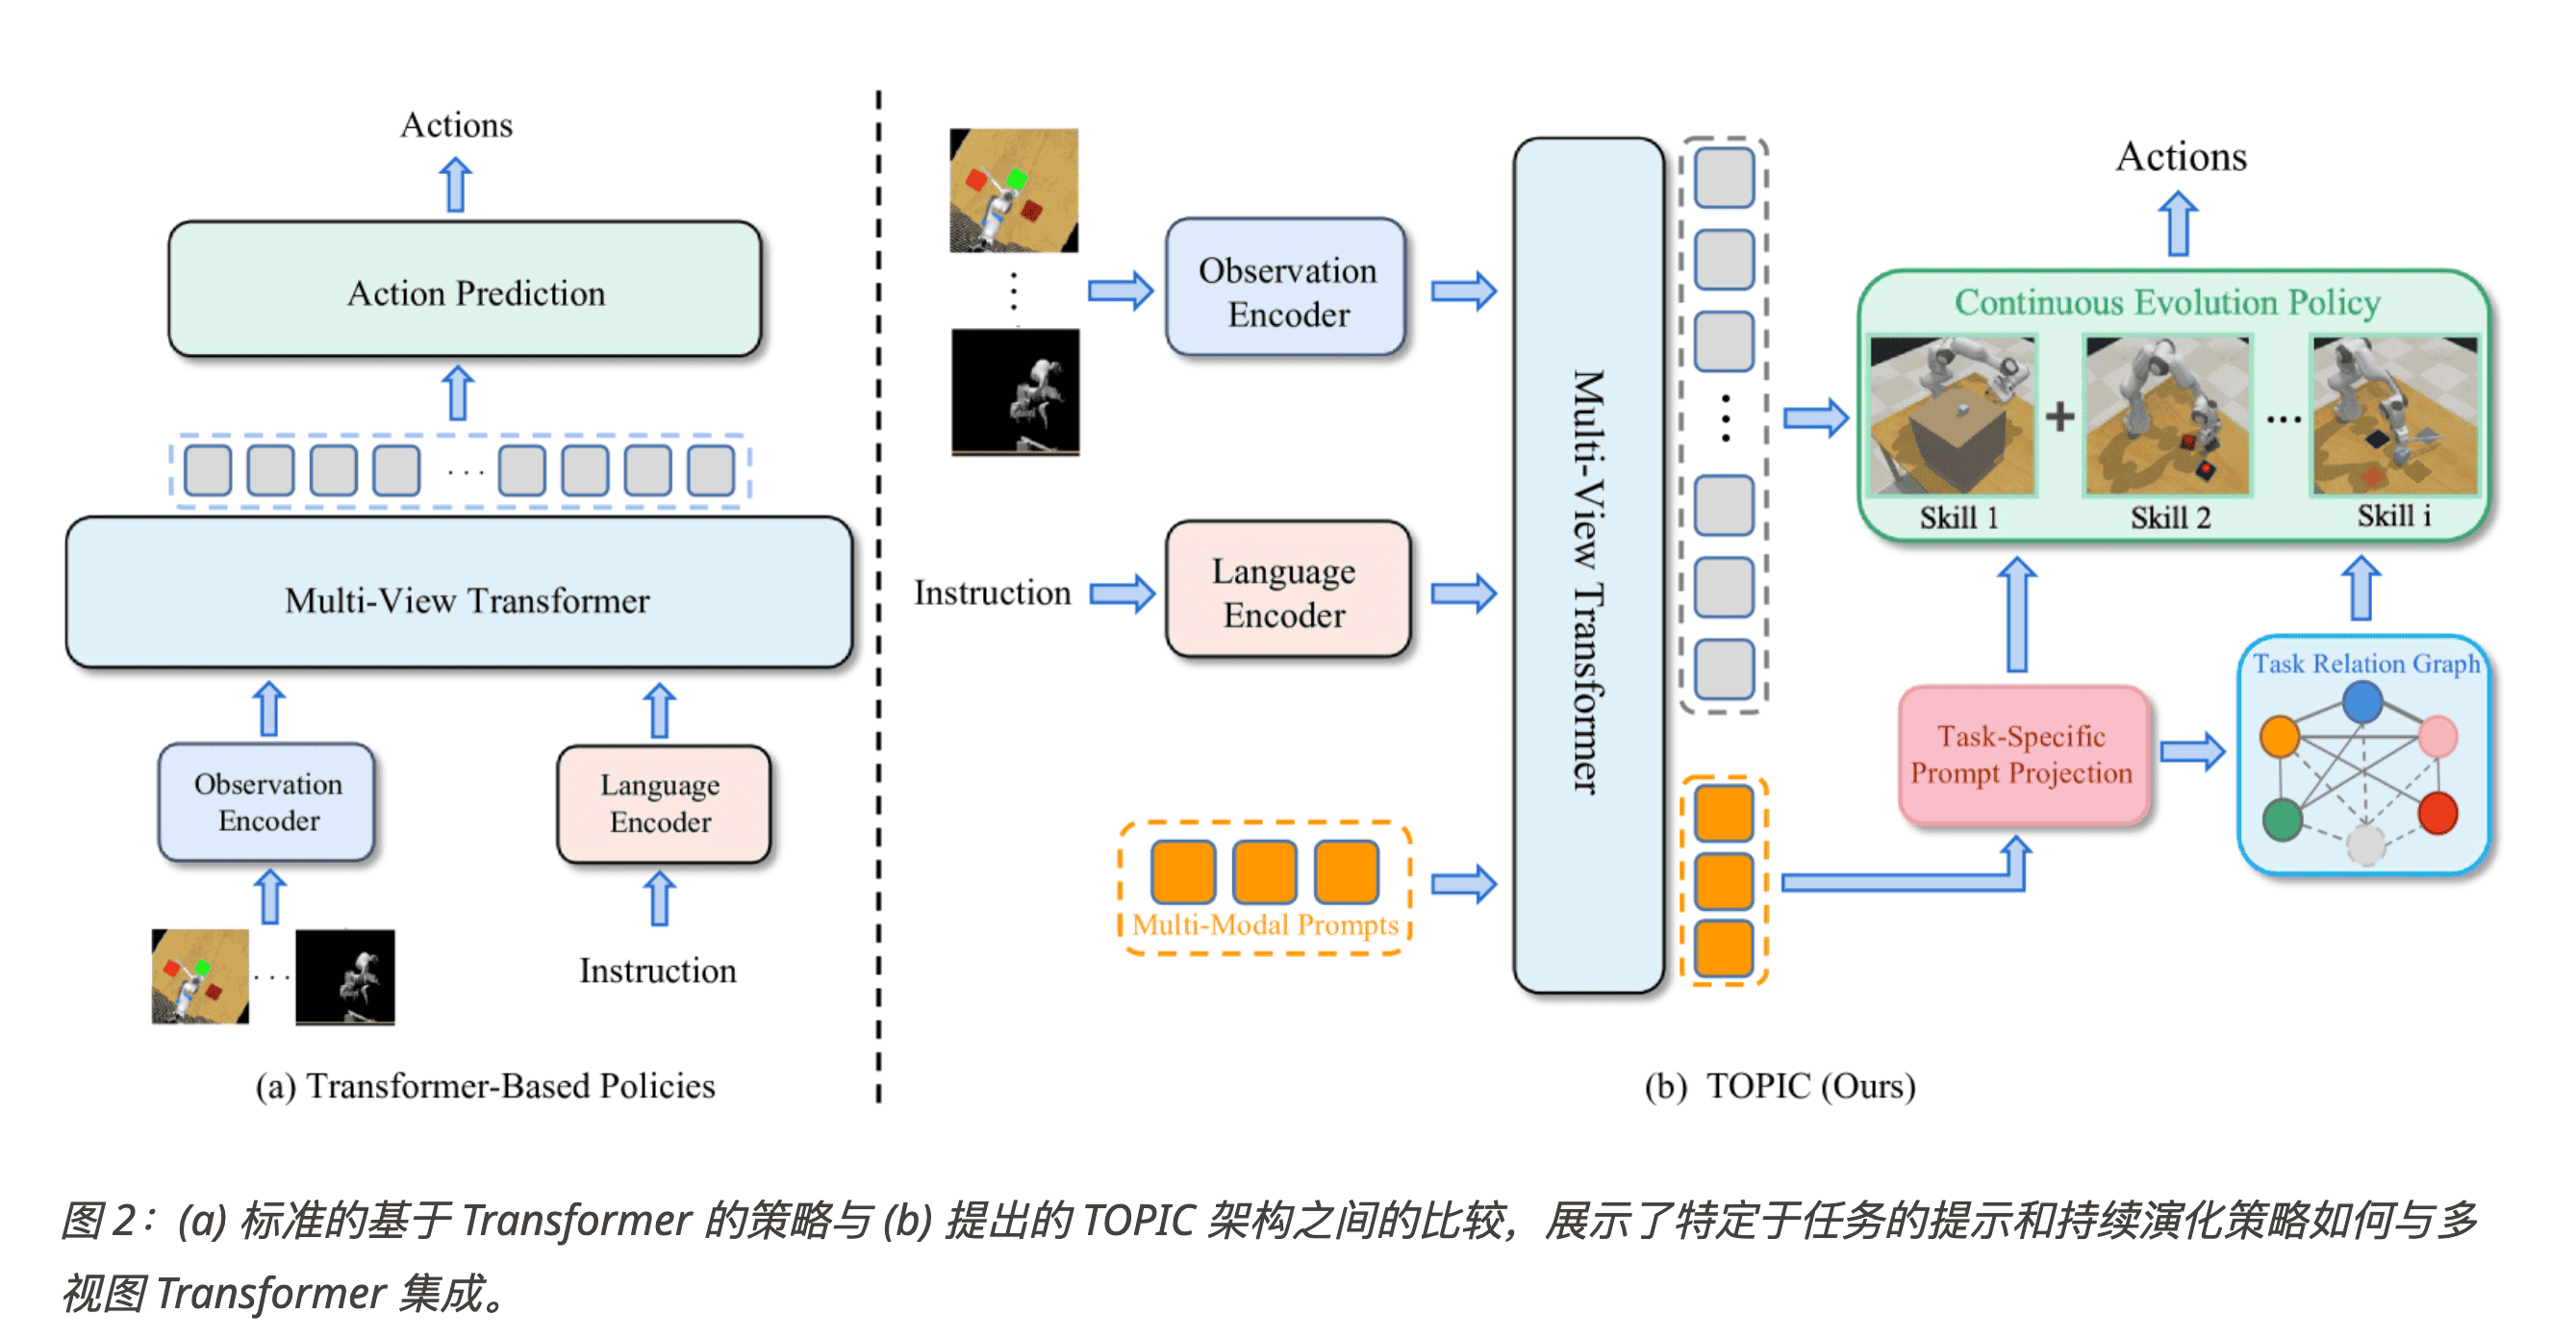 Actions
Action Prediction
Multi-View Transformer
Observation
Encoder
Language
Encoder
Instruction
(a) Transformer-Based Policies
Observation
Encoder
Instruction
Language
Encoder
Multi-Modal Prompts
Multi-View Transformer
Actions
Continuous Evolution Policy
Skill 1
Skill 2
Skill i
Task-Specific
Prompt Projection
Task Relation Graph
(b) TOPIC (Ours)
图 2：(a) 标准的基于 Transformer 的策略与 (b) 提出的 TOPIC 架构之间的比较，展示了特定于任务的提示和持续演化策略如何与多
视图 Transformer 集成。